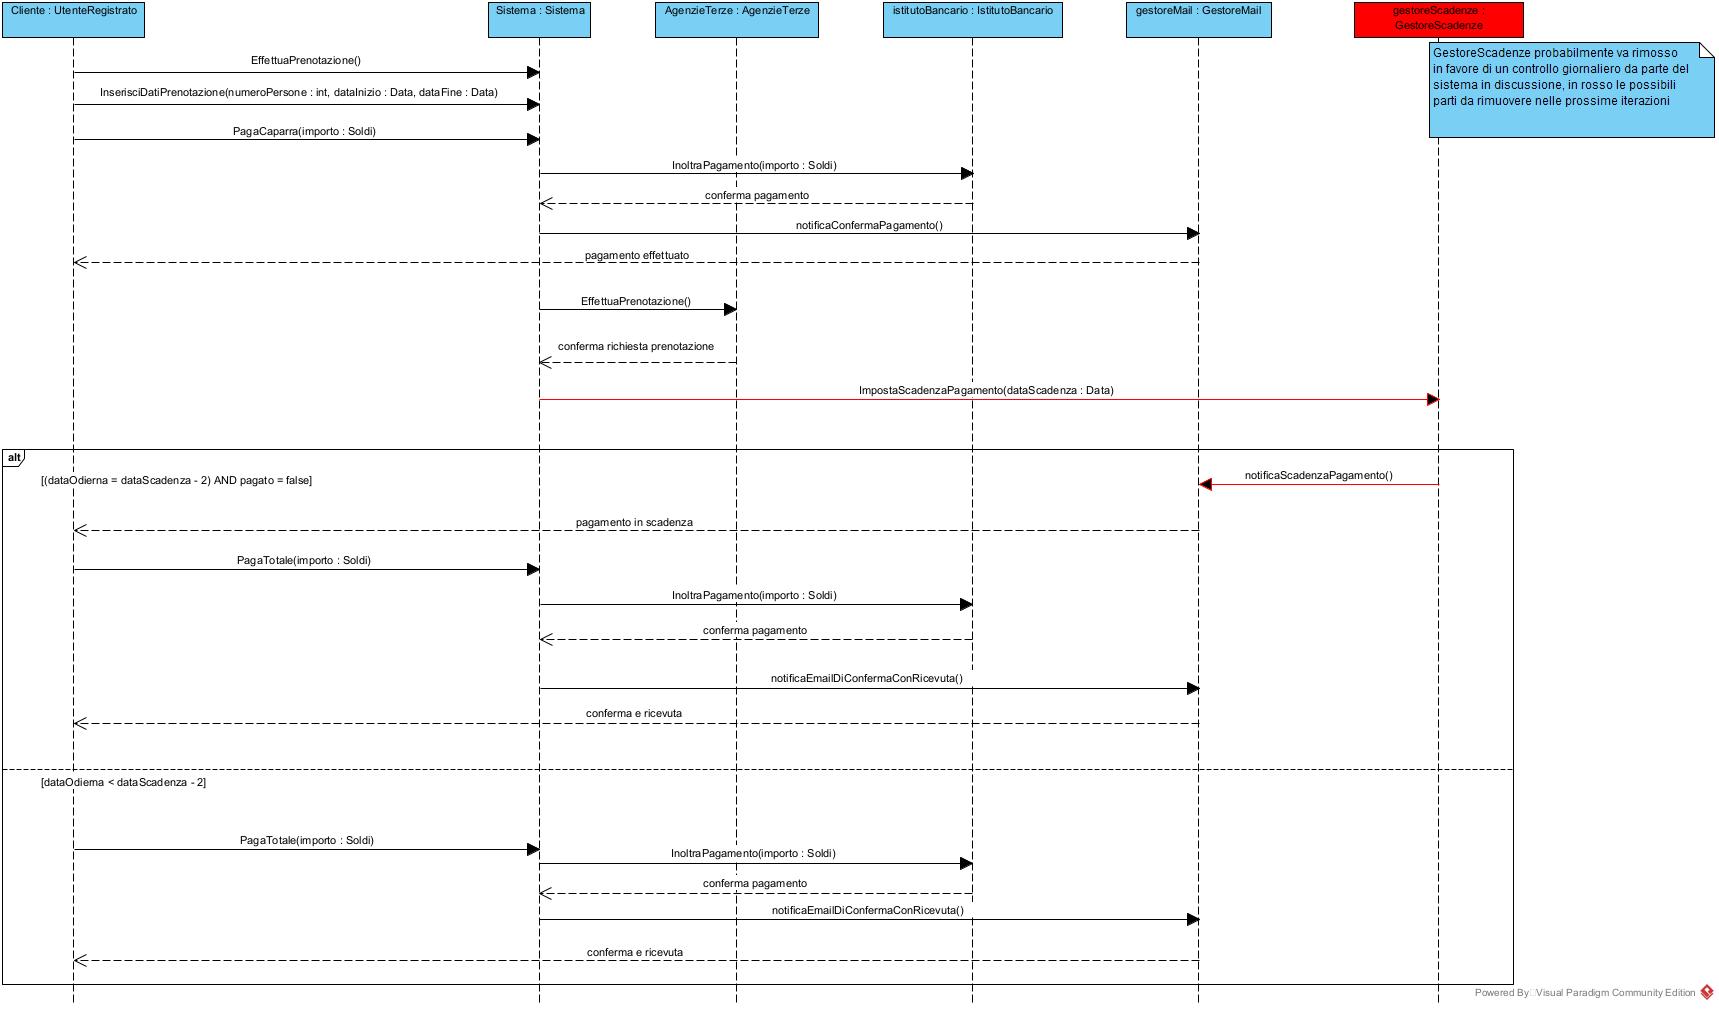 Cliente : UtenteRegistrato
Sistema : Sistema
AgenzieTerze : AgenzieTerze
istitutoBancario : IstitutoBancario
gestoreMail : GestoreMail
gestoreScadenze :
GestoreScadenze
GestoreScadenze probabilmente va rimosso
in favore di un controllo giornaliero da parte del
sistema in discussione, in rosso le possibili
parti da rimuovere nelle prossime iterazioni
EffettuaPrenotazione()
InserisciDatiPrenotazione(numeroPersone : int, dataInizio : Data, dataFine : Data)
PagaCaparra(importo : Soldi)
InoltraPagamento(importo : Soldi)
conferma pagamento
notificaConfermaPagamento()
pagamento effettuato
EffettuaPrenotazione()
conferma richiesta prenotazione
ImpostaScadenzaPagamento(dataScadenza : Data)
alt
[(dataOdierna = dataScadenza - 2) AND pagato = false]
notificaScadenzaPagamento()
pagamento in scadenza
PagaTotale(importo : Soldi)
InoltraPagamento(importo : Soldi)
conferma pagamento
notificaEmailDiConfermaConRicevuta()
conferma e ricevuta
[dataOdierna < dataScadenza - 2]
PagaTotale(importo : Soldi)
InoltraPagamento(importo : Soldi)
conferma pagamento
notificaEmailDiConfermaConRicevuta()
conferma e ricevuta
Powered By Visual Paradigm Community Edition